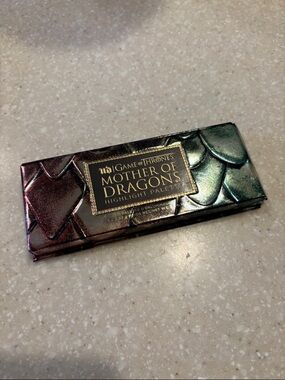 UD | GAME OF THRONES
MOTHER OF
DRAGONS
HIGHLIGHT PALETTE